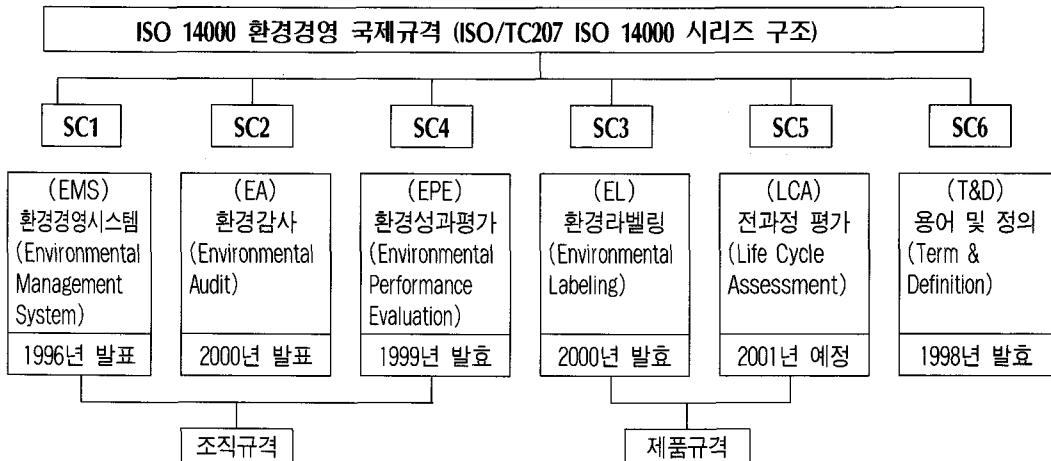 ISO 14000 환경경영 국제규격 (ISO/TC207 ISO 14000 시리즈 구조)
SC1
SC2
SC4
SC3
SC5
SC6
(EMS)
환경경영시스템
(Environmental
Management
System)
1996년 발표
(EA)
환경감사
(Environmental
Audit)
2000년 발표
(EPE)
환경성과평가
(Environmental
Performance
Evaluation)
1999년 발효
(EL)
환경라벨링
(Environmental
Labeling)
2000년 발효
(LCA)
전과정 평가
(Life Cycle
Assessment)
2001년 예정
(T&D)
용어 및 정의
(Term &
Definition)
1998년 발효
조직규격
제품규격